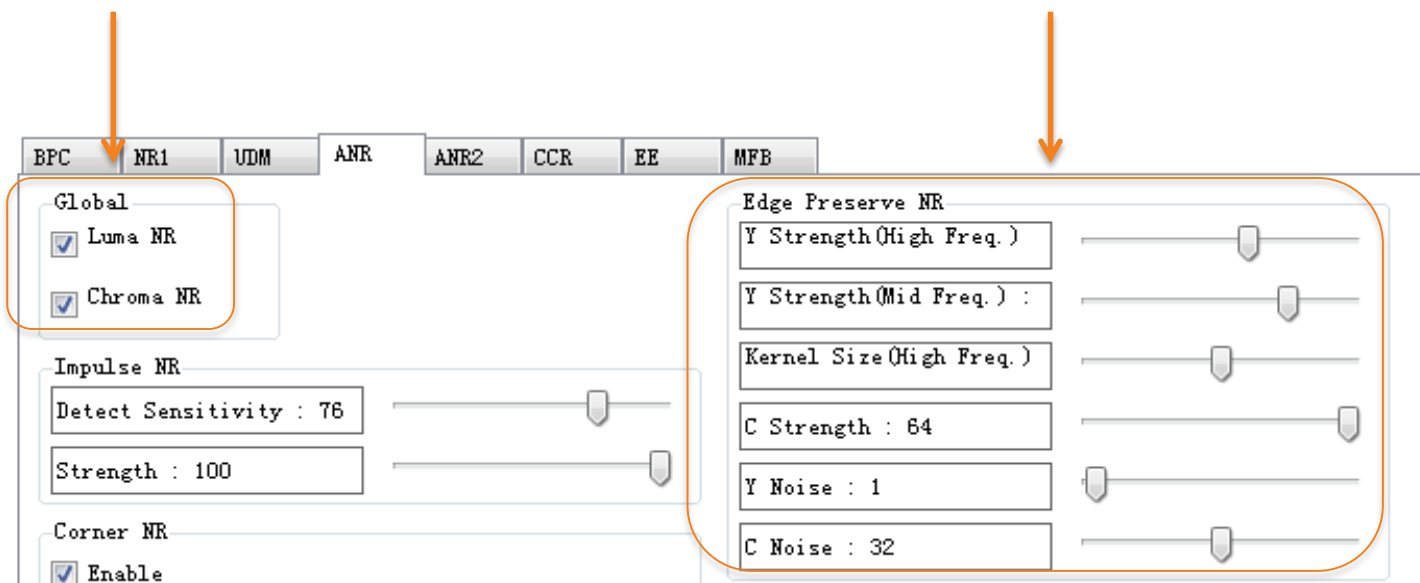 BPC NR1 UDM ANR ANR2 CCR EE MFB
Global
Luma NR
Chroma NR
Impulse NR
Detect Sensitivity : 76
Strength : 100
Corner NR
Enable
Edge Preserve NR
Y Strength(High Freq.)
Y Strength(Mid Freq.) :
Kernel Size(High Freq.)
C Strength : 64
Y Noise : 1
C Noise : 32